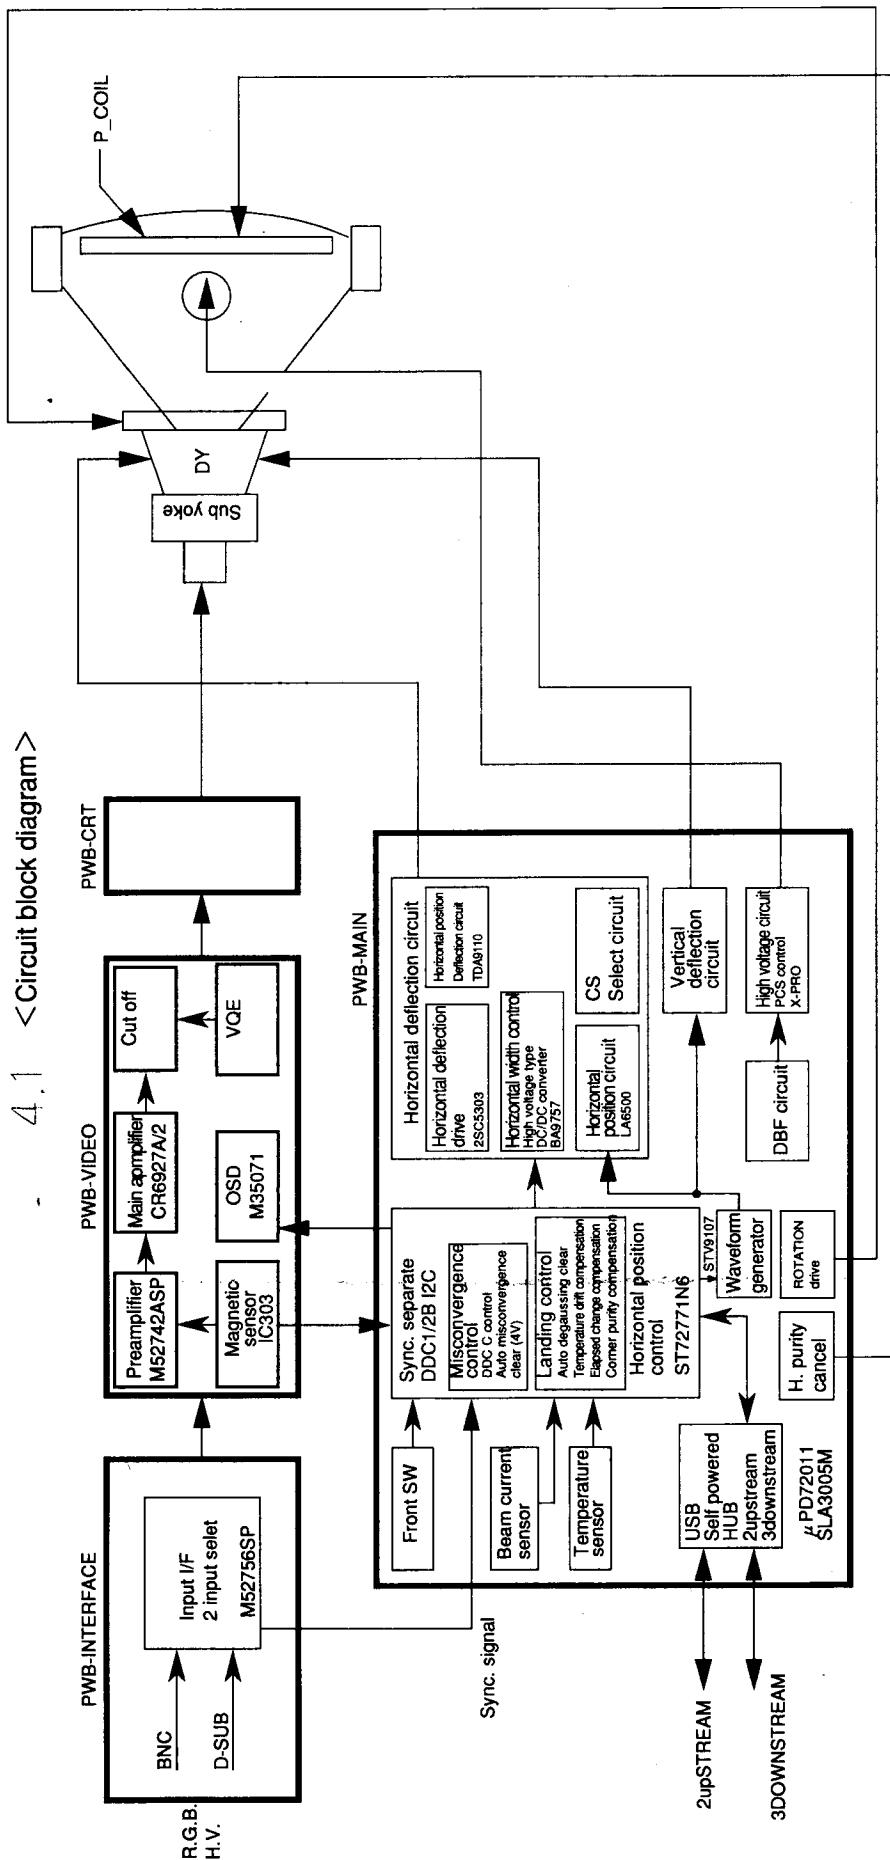 4.1 <Circuit block diagram>
PWB-INTERFACE
R.G.B.
H.V.
BNC
D-SUB
Input I/F
2 input selet
M52756SP
Sync. signal
PWB-VIDEO
Preamplifier
M52742ASP
Main apmplifier
CR6927A/2
Cut off
Magnetic
sensor
IC303
OSD
M35071
VQE
PWB-CRT
Sub yoke
DY
P_COIL
PWB-MAIN
Front SW
Beam current
sensor
Temperature
sensor
Sync. separate
DDC1/2B I2C
Misconvergence
control
DDC C control
Auto misconvergence
clear (4V)
Landing control
Auto degaussing clear
Temperature drift compensation
Elapsed change compensation
Corner purity compensation
Horizontal position
control
ST72771N6
Horizontal deflection circuit
Horizontal deflection
drive
2SC5303
Horizontal position
Deflection circuit
TDA9110
Horizontal width control
High voltage type
DC/DC converter
BA9757
Horizontal
position circuit
LA6500
CS
Select circuit
STV9107
Waveform
generator
Vertical
deflection
circuit
USB
Self powered
HUB
2upstream
3downstream
μPD72011
SLA3005M
H. purity
cancel
ROTATION
drive
DBF circuit
High voltage circuit
PCS control
X-PRO
2upSTREAM
3DOWNSTREAM